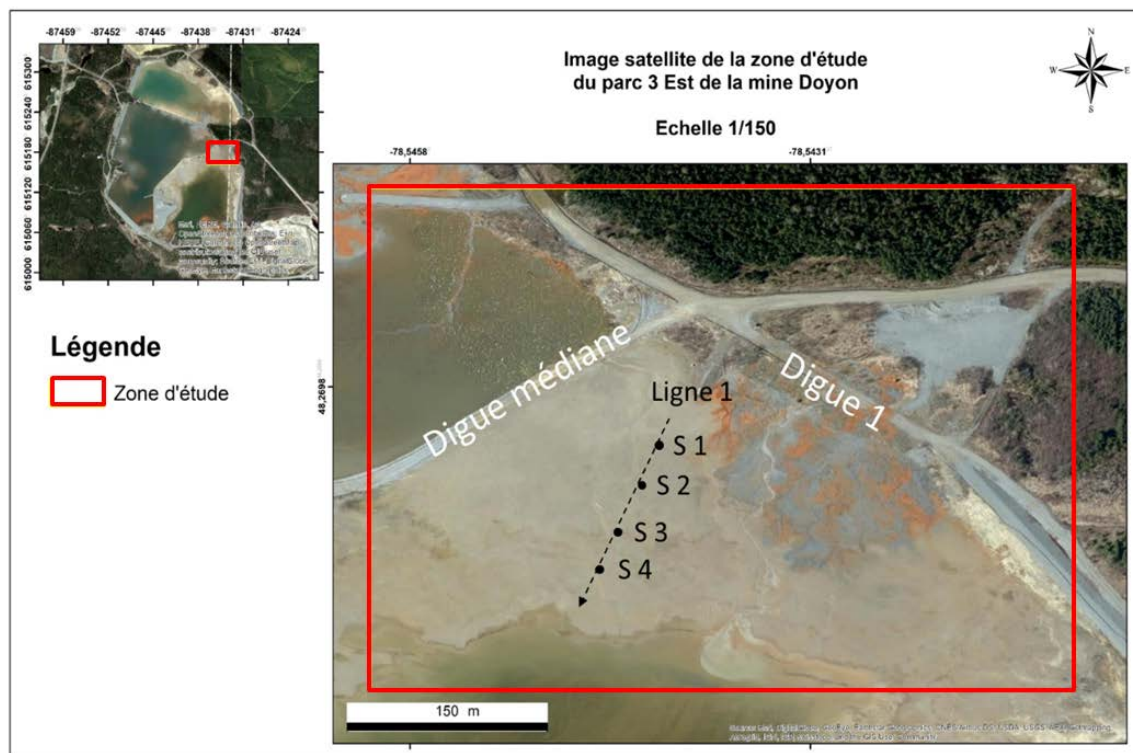 -87459 -87452 -87445 -87438 -87431 -87424
615300
615240
615180
615120
615060
615000
Image satellite de la zone d'étude
du parc 3 Est de la mine Doyon
Echelle 1/150
N
W E
S
-78,5458 -78,5431
48,2698
Légende
Zone d'étude
Digue médiane
Digue 1
Ligne 1
S 1
S 2
S 3
S 4
150 m